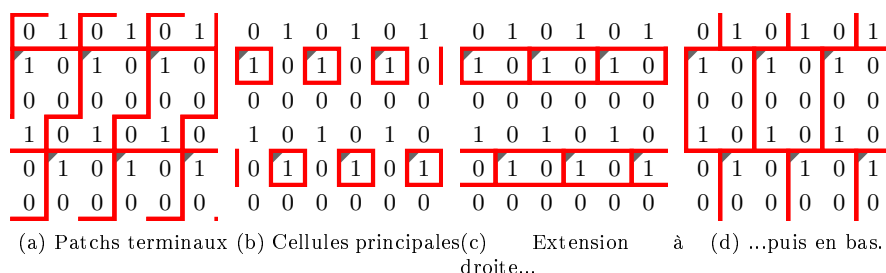 0 1 0 1 0 1 0 1 0 1 0 1 0 1 0 1 0 1 0 1 0 1 0 1
1 0 1 0 1 0 1 0 1 0 1 0 1 0 1 0 1 0 1 0 1 0 1 0
0 0 0 0 0 0 0 0 0 0 0 0 0 0 0 0 0 0 0 0 0 0 0 0
1 0 1 0 1 0 1 0 1 0 1 0 1 0 1 0 1 0 1 0 1 0 1 0
0 1 0 1 0 1 0 1 0 1 0 1 0 1 0 1 0 1 0 1 0 1 0 1
0 0 0 0 0 0 0 0 0 0 0 0 0 0 0 0 0 0 0 0 0 0 0 0
(a) Patchs terminaux (b) Cellules principales (c) Extension à (d) ...puis en bas.
droite...